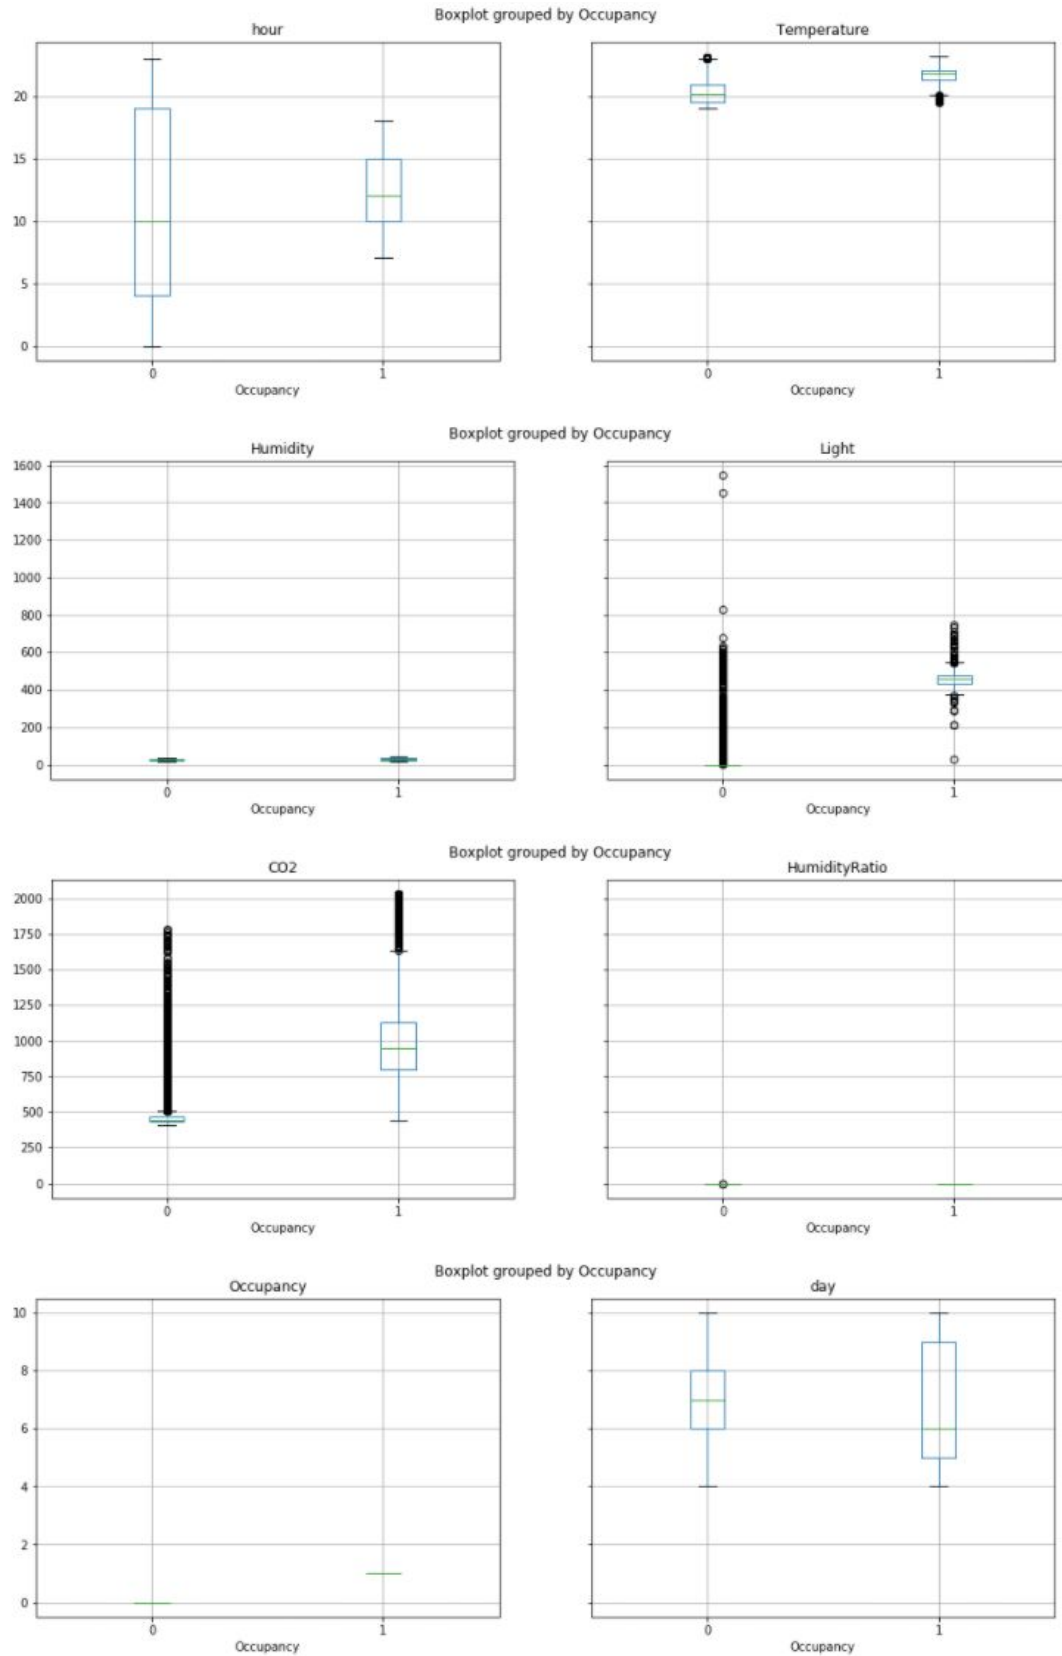 Boxplot grouped by Occupancy
hour
Temperature
20
15
10
5
0
0 1
0 1
Occupancy
Occupancy
Boxplot grouped by Occupancy
Humidity
Light
1600
1400
1200
1000
800
600
400
200
0
0 1
0 1
Occupancy
Occupancy
Boxplot grouped by Occupancy
CO2
HumidityRatio
2000
1750
1500
1250
1000
750
500
250
0
0 1
0 1
Occupancy
Occupancy
Boxplot grouped by Occupancy
Occupancy
day
10
8
6
4
2
0
0 1
0 1
Occupancy
Occupancy